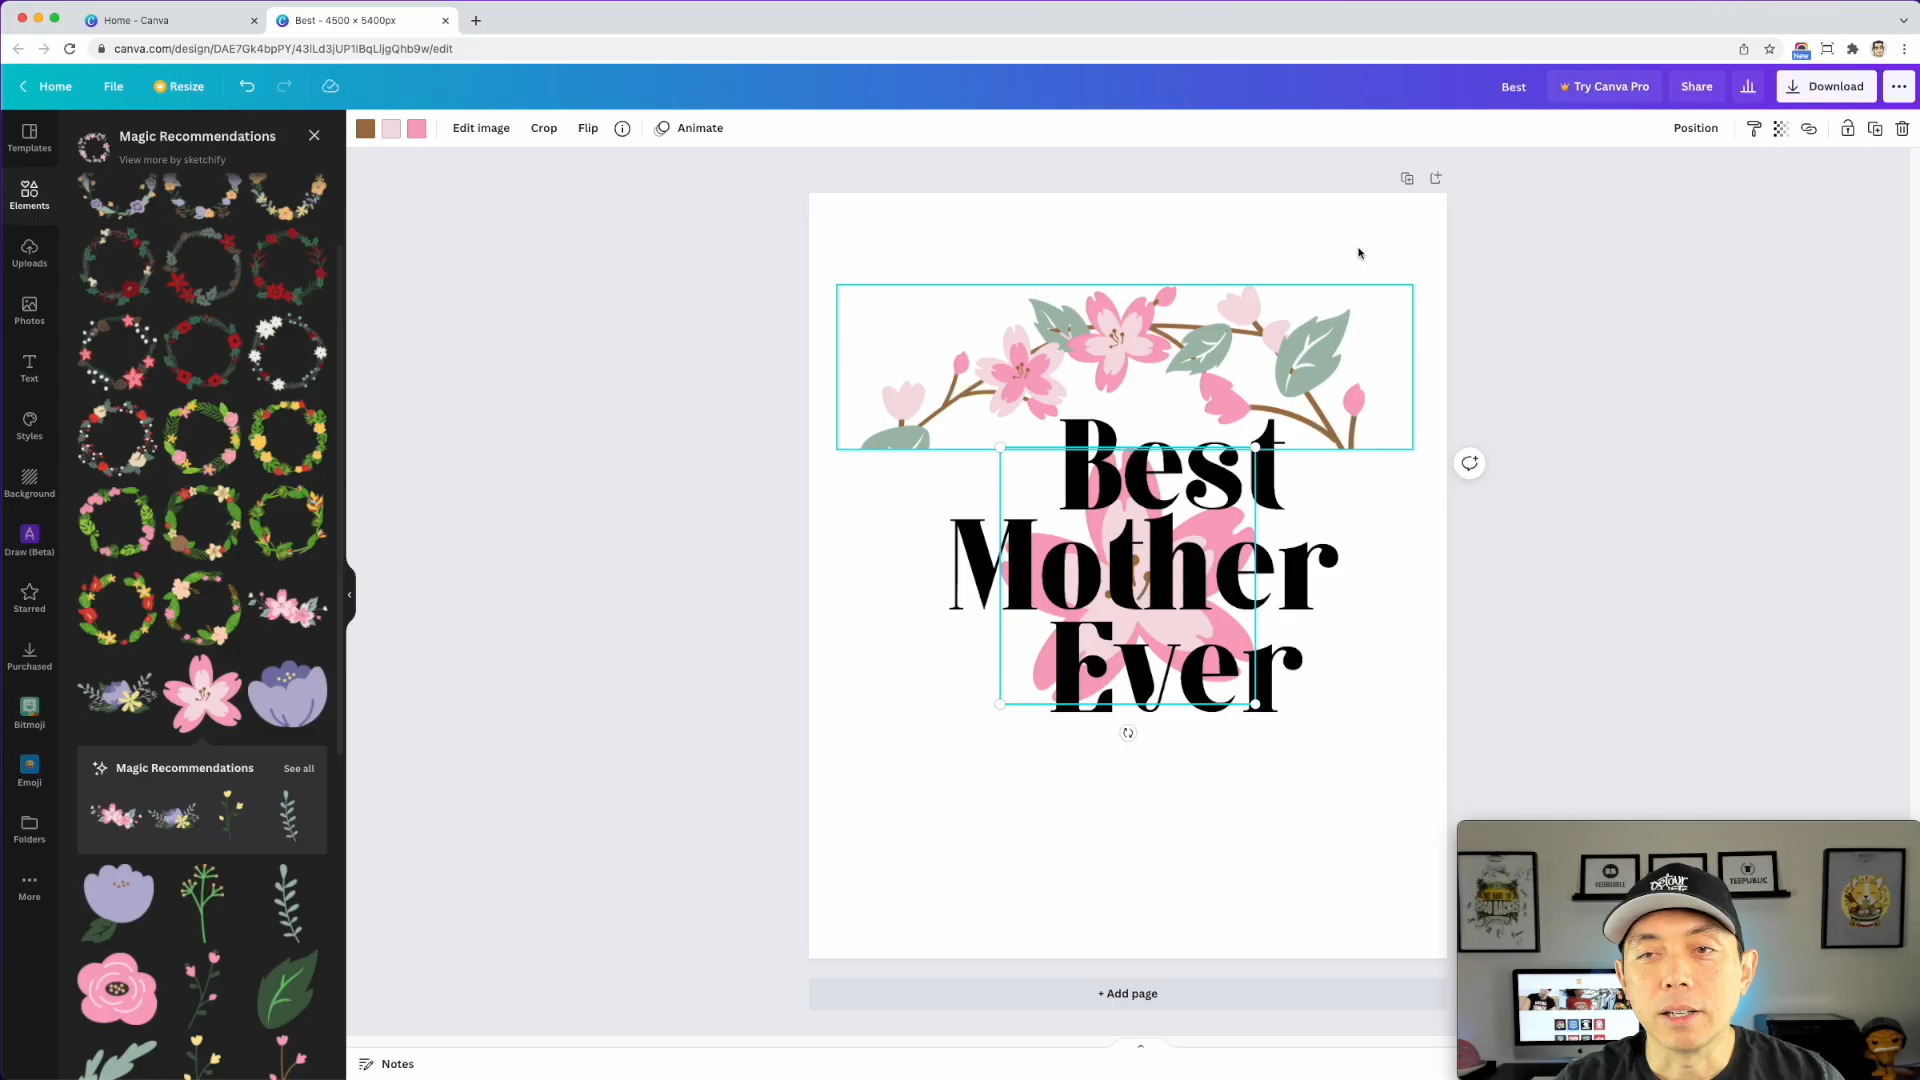 Home - Canva
Best - 4500 × 5400px
canva.com/design/DAE7Gk4bpPY/43lLd3jUP1lBqLljgQhb9w/edit
New
Home
File
Resize
Best
Try Canva Pro
Share
Download
Templates
Elements
Uploads
Photos
Text
Styles
Background
Draw (Beta)
Starred
Purchased
Bitmoji
Emoji
Folders
More
Magic Recommendations
View more by sketchify
Magic Recommendations
See all
Edit image
Crop
Flip
Animate
Position
Best
Mother
Ever
+ Add page
Notes
REDBUBBLE
TEEPUBLIC